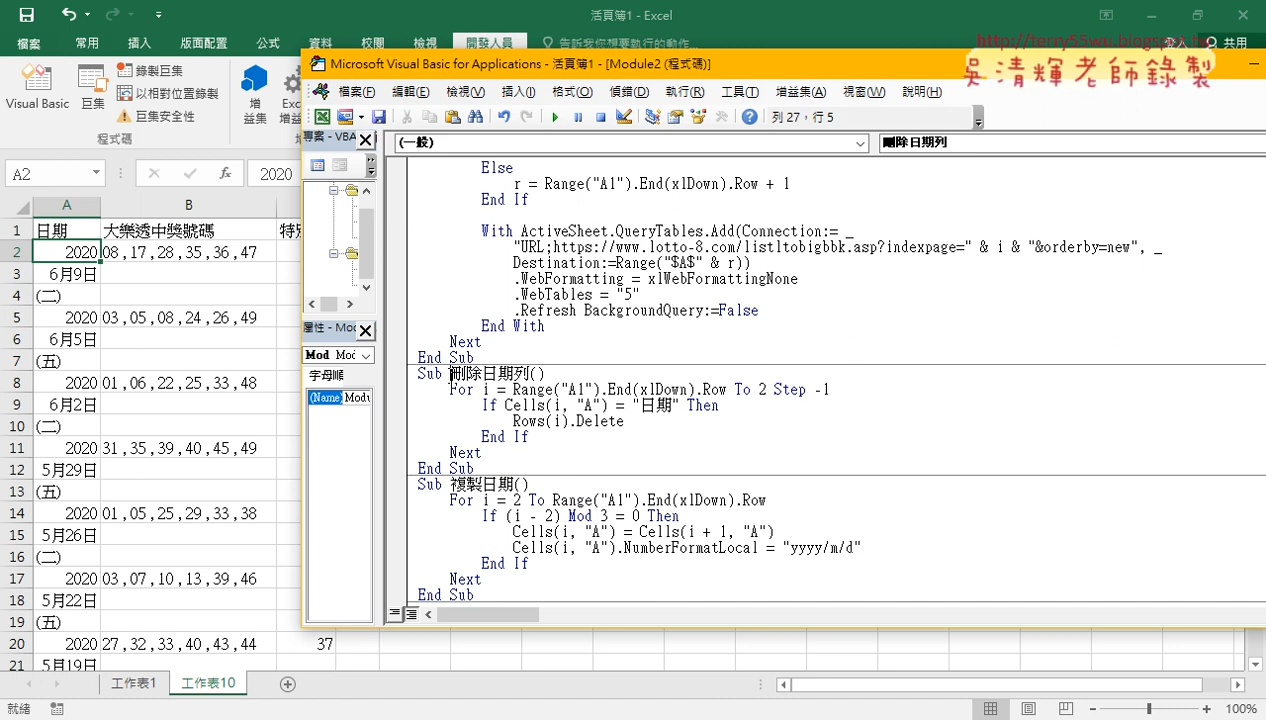 活頁簿1 - Excel
檔案 常用 插入 版面配置 公式 資料 校閱 檢視 開發人員 告訴我您想要執行的動作... 登入 共用
http://terry55wu.blogspot.tw
吳清輝老師錄製
Visual Basic 巨集 錄製巨集
以相對位置錄製
巨集安全性
增益集
程式碼
Microsoft Visual Basic for Applications - 活頁簿1 - [Module2 (程式碼)]
檔案(F) 編輯(E) 檢視(V) 插入(I) 格式(O) 偵錯(D) 執行(R) 工具(T) 增益集(A) 視窗(W) 說明(H)
列 27，行 5
專案 - VBA
(一般) 刪除日期列
A2 fx 2020
A B
1 日期 大樂透中獎號碼
2 2020 08,17,28,35,36,47
3 6月9日
4 (二)
5 2020 03,05,08,24,26,49
6 6月5日
7 (五)
8 2020 01,06,22,25,33,48
9 6月2日
10 (二)
11 2020 31,35,39,40,45,49
12 5月29日
13 (五)
14 2020 01,05,25,29,33,38
15 5月26日
16 (二)
17 2020 03,07,10,13,39,46
18 5月22日
19 (五)
20 2020 27,32,33,40,43,44 37
21 5月19日
屬性 - Mod
Mod Mod
字母順
(Name) Modu
Else
r = Range("A1").End(xlDown).Row + 1
End If
With ActiveSheet.QueryTables.Add(Connection:= _
"URL;https://www.lotto-8.com/listltobigbbk.asp?indexpage=" & i & "&orderby=new", _
Destination:=Range("$A$" & r))
.WebFormatting = xlWebFormattingNone
.WebTables = "5"
.Refresh BackgroundQuery:=False
End With
Next
End Sub
Sub 刪除日期列()
For i = Range("A1").End(xlDown).Row To 2 Step -1
If Cells(i, "A") = "日期" Then
Rows(i).Delete
End If
Next
End Sub
Sub 複製日期()
For i = 2 To Range("A1").End(xlDown).Row
If (i - 2) Mod 3 = 0 Then
Cells(i, "A") = Cells(i + 1, "A")
Cells(i, "A").NumberFormatLocal = "yyyy/m/d"
End If
Next
End Sub
工作表1 工作表10
就緒 100%